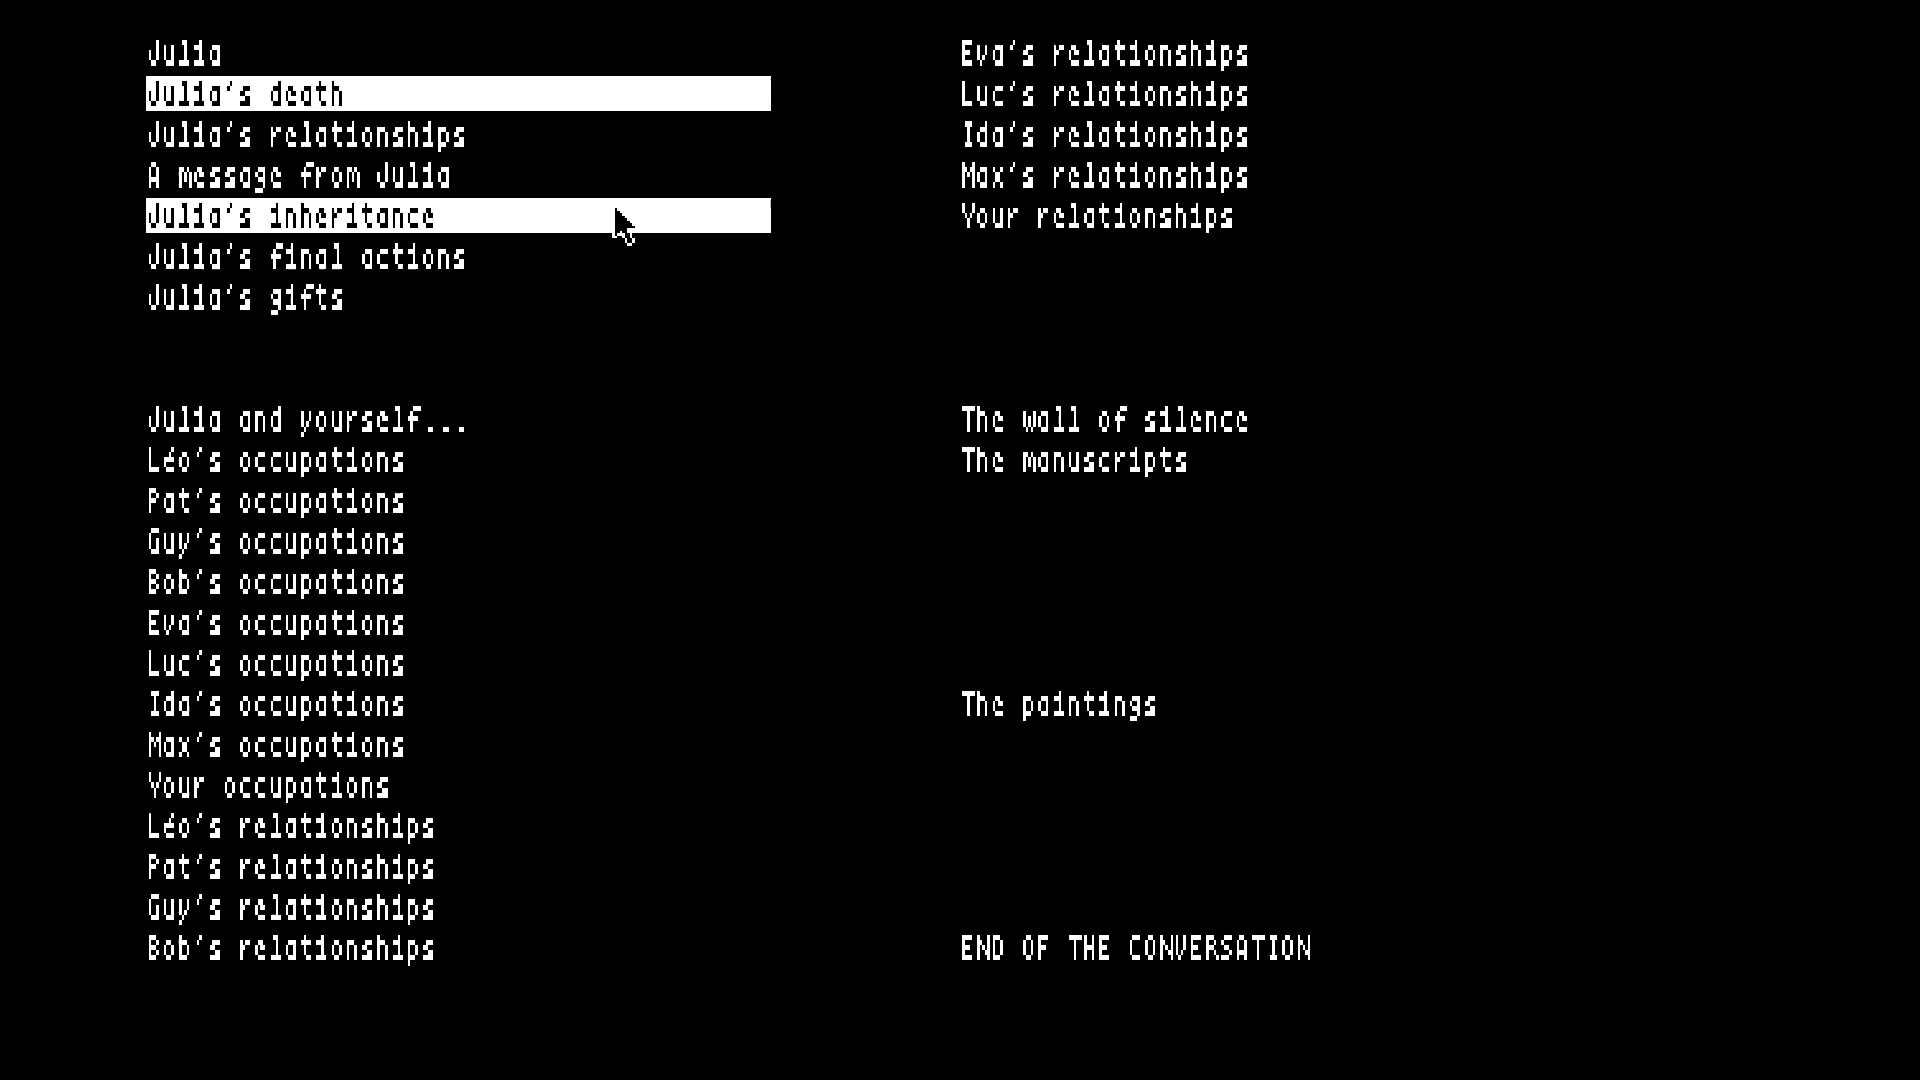 Julia
Julia's death
Julia's relationships
A message from Julia
Julia's inheritance
Julia's final actions
Julia's gifts
Julia and yourself...
Léo's occupations
Pat's occupations
Guy's occupations
Bob's occupations
Eva's occupations
Luc's occupations
Ida's occupations
Max's occupations
Your occupations
Léo's relationships
Pat's relationships
Guy's relationships
Bob's relationships
Eva's relationships
Luc's relationships
Ida's relationships
Max's relationships
Your relationships
The wall of silence
The manuscripts
The paintings
END OF THE CONVERSATION